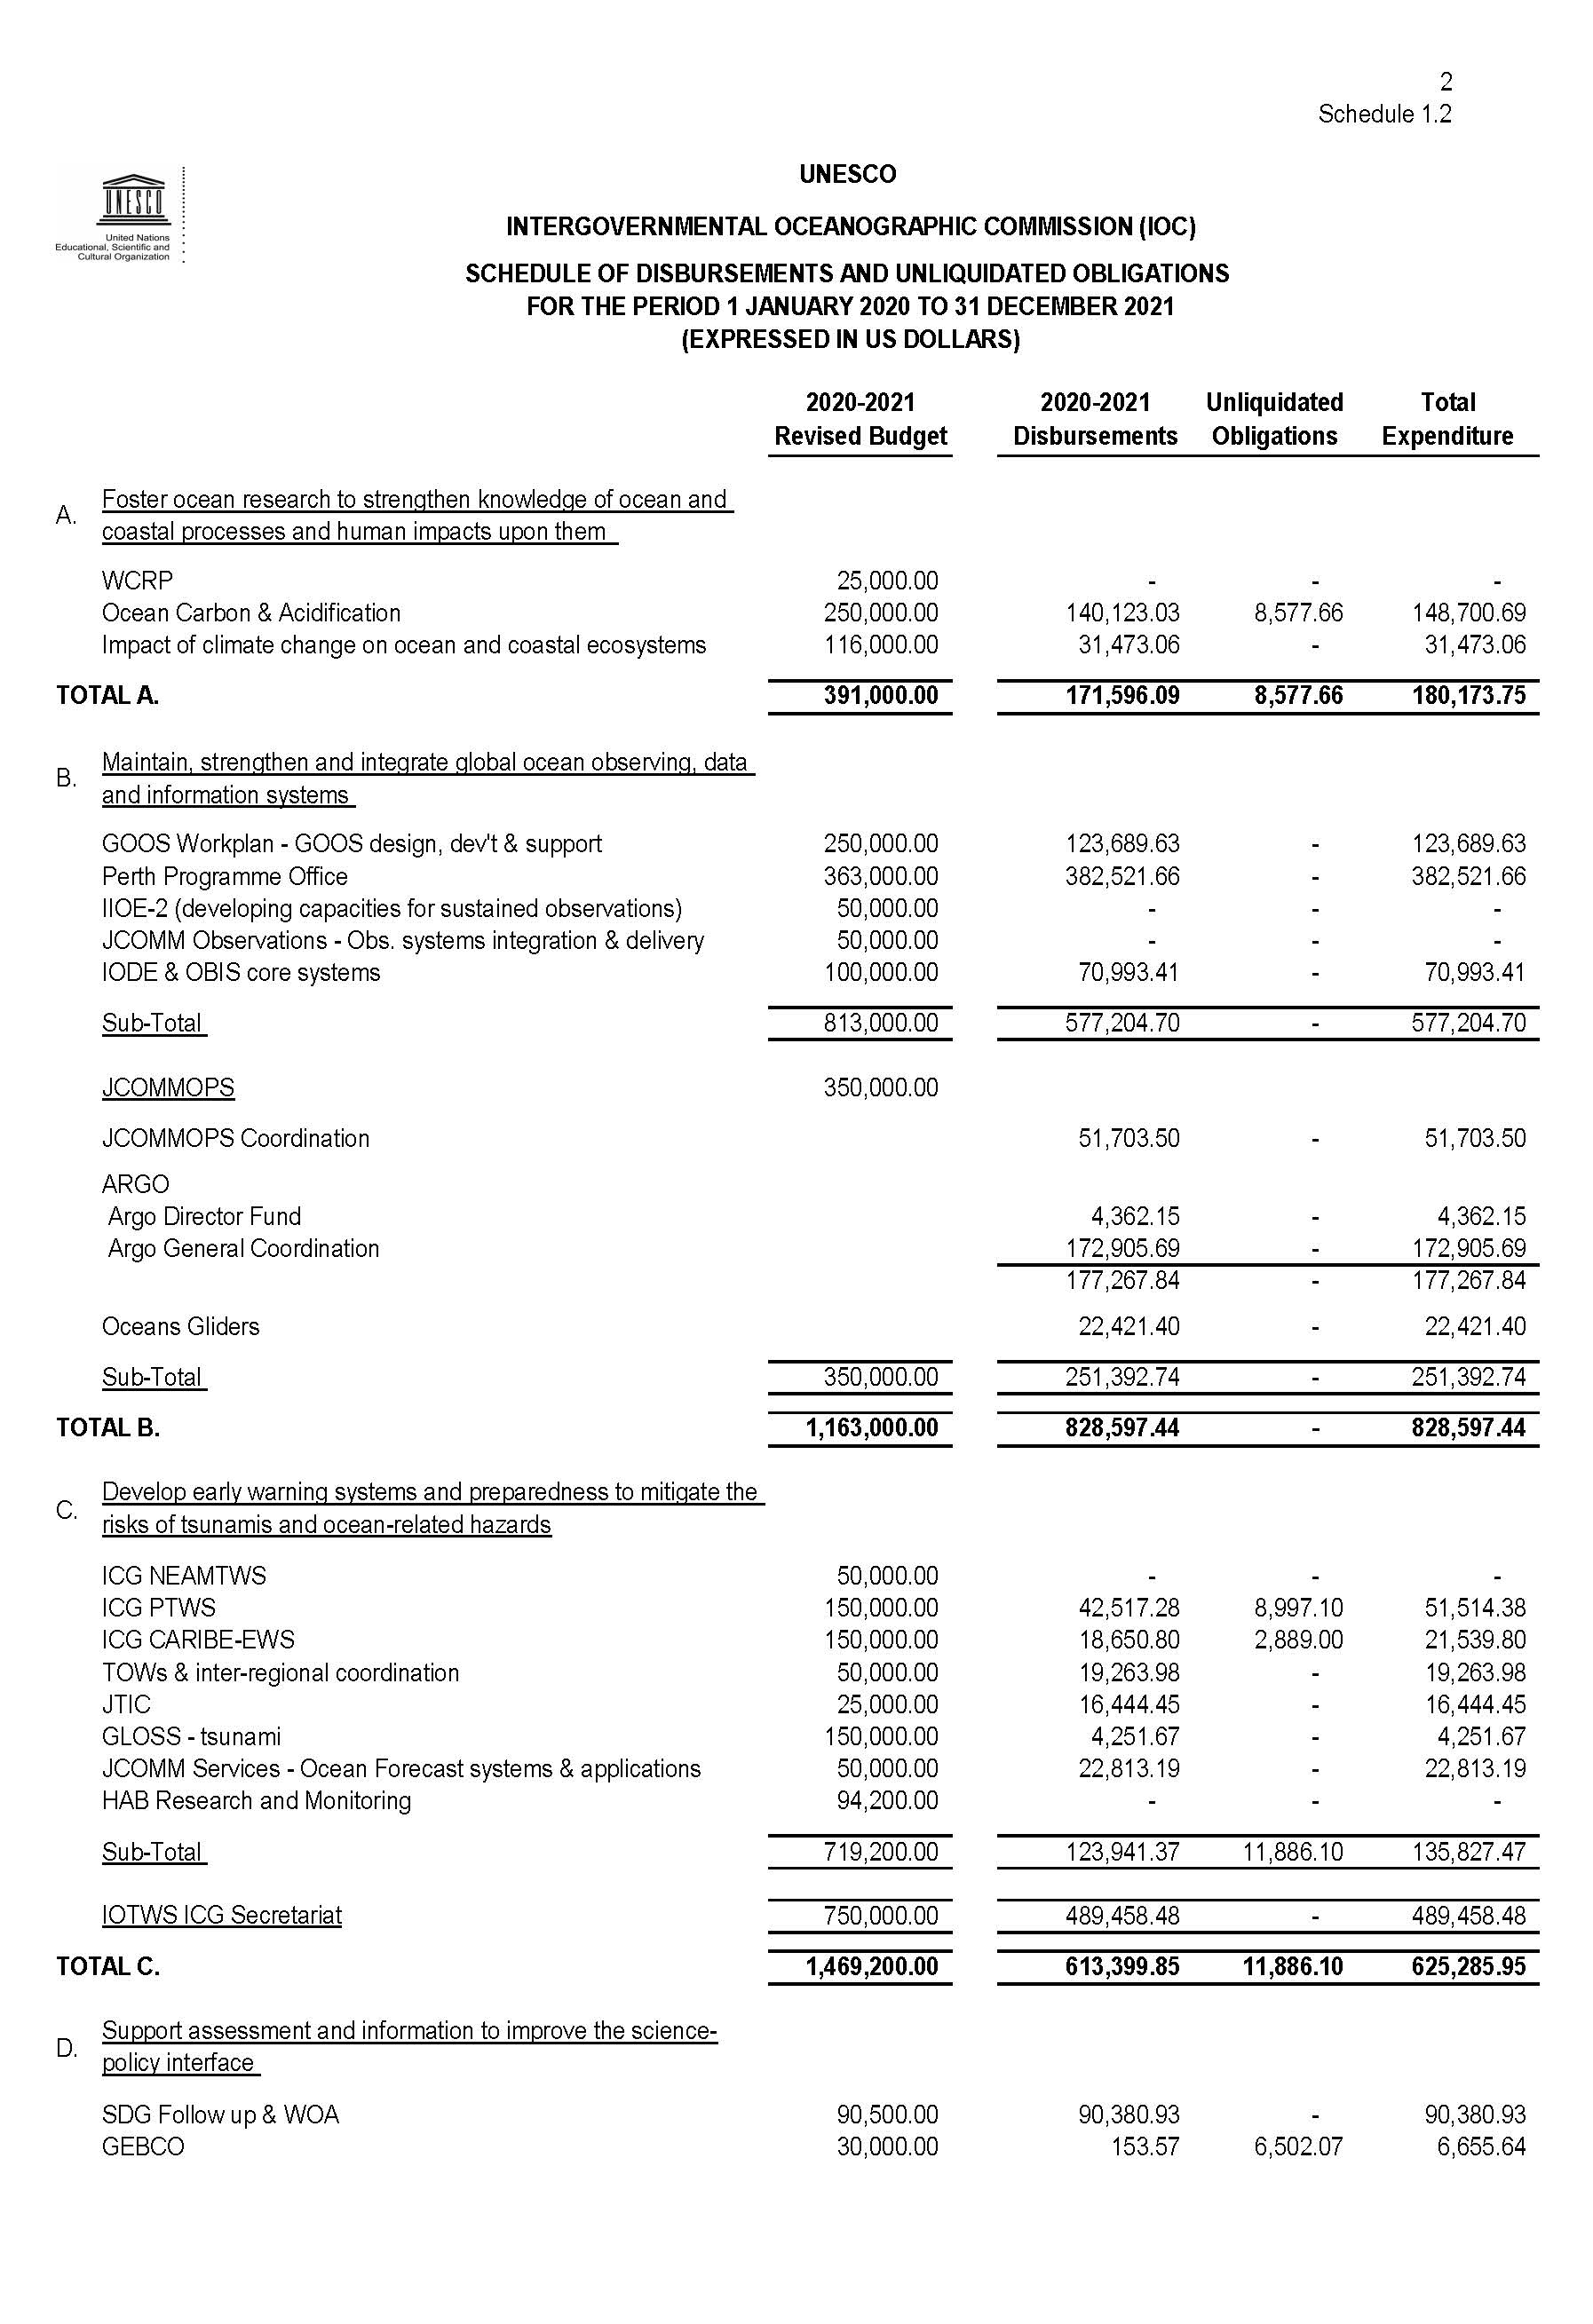 2
Schedule 1.2
UNESCO
United Nations
Educational, Scientific and
Cultural Organization
UNESCO
INTERGOVERNMENTAL OCEANOGRAPHIC COMMISSION (IOC)
SCHEDULE OF DISBURSEMENTS AND UNLIQUIDATED OBLIGATIONS
FOR THE PERIOD 1 JANUARY 2020 TO 31 DECEMBER 2021
(EXPRESSED IN US DOLLARS)
2020-2021 2020-2021 Unliquidated Total
Revised Budget Disbursements Obligations Expenditure
A. Foster ocean research to strengthen knowledge of ocean and
coastal processes and human impacts upon them
WCRP 25,000.00 - - -
Ocean Carbon & Acidification 250,000.00 140,123.03 8,577.66 148,700.69
Impact of climate change on ocean and coastal ecosystems 116,000.00 31,473.06 - 31,473.06
TOTAL A. 391,000.00 171,596.09 8,577.66 180,173.75
B. Maintain, strengthen and integrate global ocean observing, data
and information systems
GOOS Workplan - GOOS design, dev't & support 250,000.00 123,689.63 - 123,689.63
Perth Programme Office 363,000.00 382,521.66 - 382,521.66
IIOE-2 (developing capacities for sustained observations) 50,000.00 - - -
JCOMM Observations - Obs. systems integration & delivery 50,000.00 - - -
IODE & OBIS core systems 100,000.00 70,993.41 - 70,993.41
Sub-Total 813,000.00 577,204.70 - 577,204.70
JCOMMOPS 350,000.00
JCOMMOPS Coordination 51,703.50 - 51,703.50
ARGO
Argo Director Fund 4,362.15 - 4,362.15
Argo General Coordination 172,905.69 - 172,905.69
177,267.84 - 177,267.84
Oceans Gliders 22,421.40 - 22,421.40
Sub-Total 350,000.00 251,392.74 - 251,392.74
TOTAL B. 1,163,000.00 828,597.44 - 828,597.44
C. Develop early warning systems and preparedness to mitigate the
risks of tsunamis and ocean-related hazards
ICG NEAMTWS 50,000.00 - - -
ICG PTWS 150,000.00 42,517.28 8,997.10 51,514.38
ICG CARIBE-EWS 150,000.00 18,650.80 2,889.00 21,539.80
TOWs & inter-regional coordination 50,000.00 19,263.98 - 19,263.98
JTIC 25,000.00 16,444.45 - 16,444.45
GLOSS - tsunami 150,000.00 4,251.67 - 4,251.67
JCOMM Services - Ocean Forecast systems & applications 50,000.00 22,813.19 - 22,813.19
HAB Research and Monitoring 94,200.00 - - -
Sub-Total 719,200.00 123,941.37 11,886.10 135,827.47
IOTWS ICG Secretariat 750,000.00 489,458.48 - 489,458.48
TOTAL C. 1,469,200.00 613,399.85 11,886.10 625,285.95
D. Support assessment and information to improve the science-
policy interface
SDG Follow up & WOA 90,500.00 90,380.93 - 90,380.93
GEBCO 30,000.00 153.57 6,502.07 6,655.64